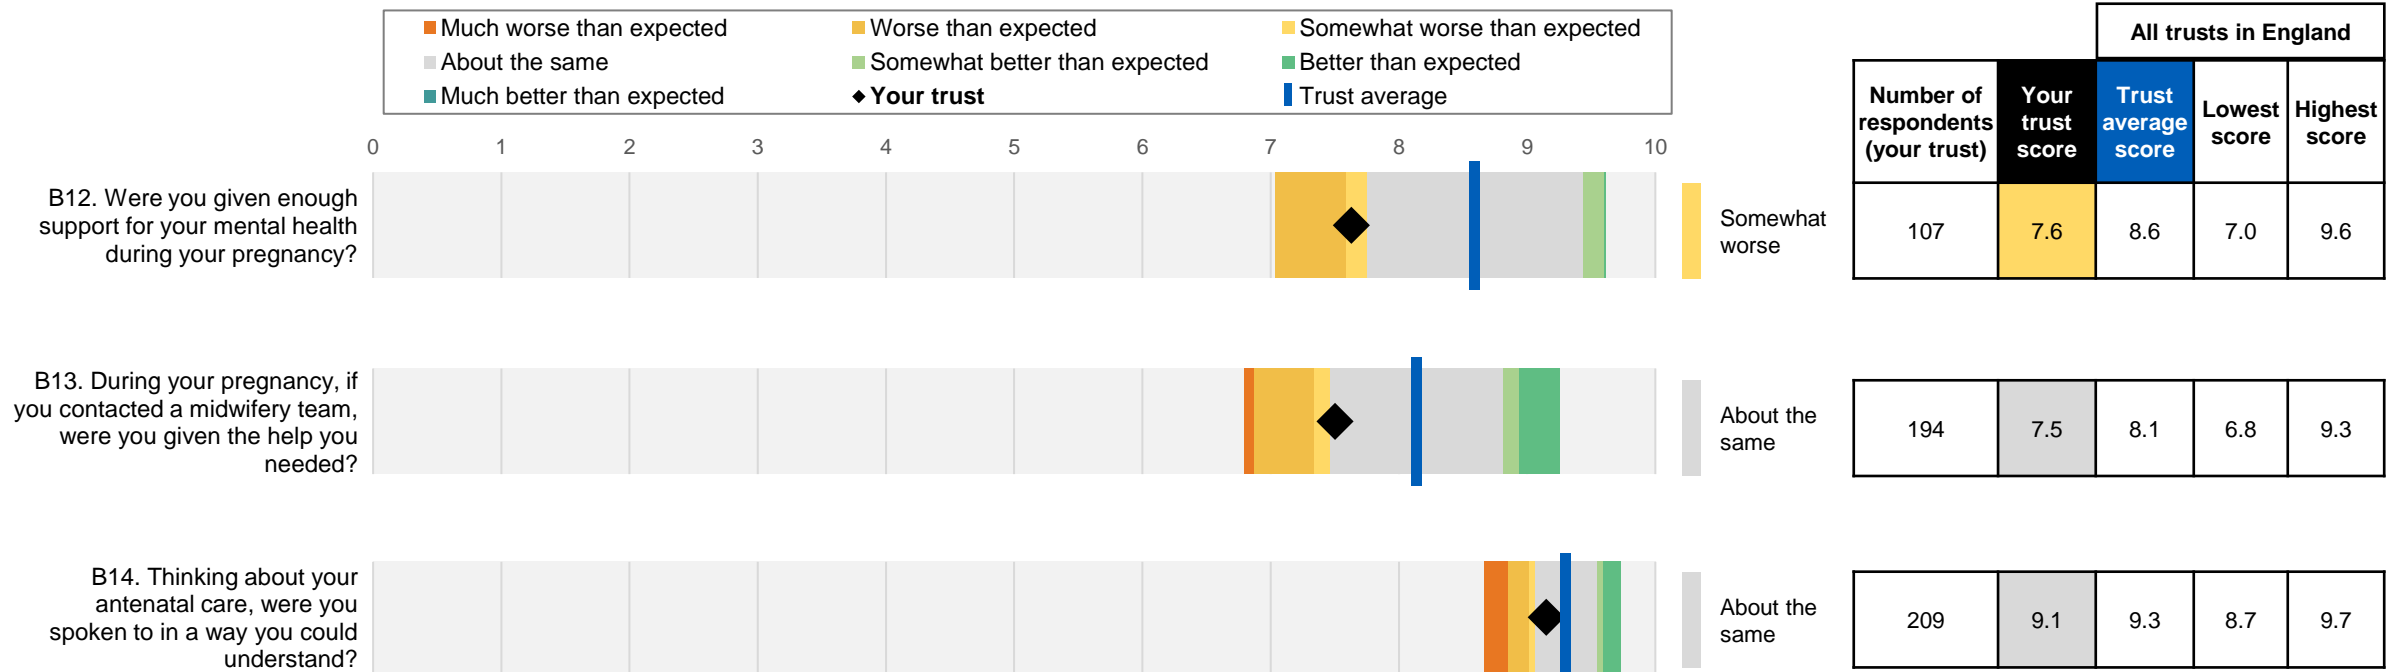 Much worse than expected
Worse than expected
Somewhat worse than expected
About the same
Somewhat better than expected
Better than expected
Much better than expected
Your trust
Trust average
All trusts in England
Number of
respondents
(your trust)
Your
trust
score
Trust
average
score
Lowest
score
Highest
score
0 1 2 3 4 5 6 7 8 9 10
B12. Were you given enough
support for your mental health
during your pregnancy?
Somewhat
worse
107 7.6 8.6 7.0 9.6
B13. During your pregnancy, if
you contacted a midwifery team,
were you given the help you
needed?
About the
same
194 7.5 8.1 6.8 9.3
B14. Thinking about your
antenatal care, were you
spoken to in a way you could
understand?
About the
same
209 9.1 9.3 8.7 9.7